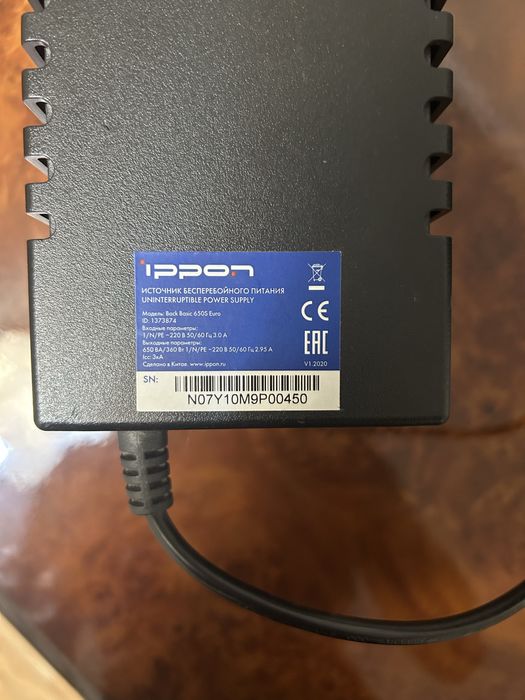 ippon
ИСТОЧНИК БЕСПЕРЕБОЙНОГО ПИТАНИЯ
UNINTERRUPTIBLE POWER SUPPLY
Модель: Back Basic 650S Euro
ID: 1373874
Входные параметры:
1/N/PE ~220 В 50/60 Гц 3.0 А
Выходные параметры:
650 ВА/360 Вт 1/N/PE ~220 В 50/60 Гц 2.95 А
Icc: 3кА
Сделано в Китае. www.ippon.ru
CE
EAC
V1.2020
SN:
N07Y10M9P00450